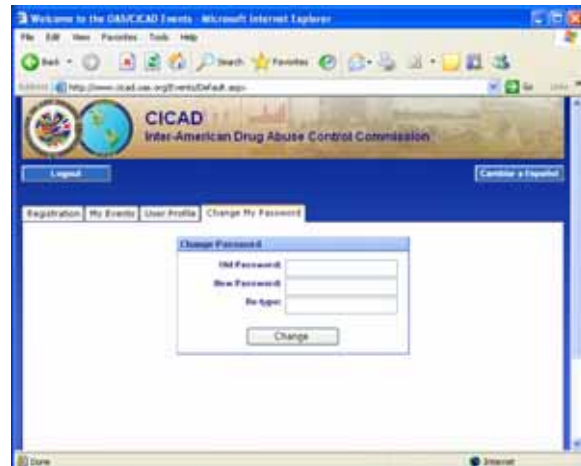 Welcome to the OAS/CICAD Events - Microsoft Internet Explorer
File Edit View Favorites Tools Help
Back Search Favorites
Address http://www.cicad.oas.org/Events/Default.aspx Go Links
CICAD
Inter-American Drug Abuse Control Commission
Logout Cambiar a Español
Registration My Events User Profile Change My Password
Change Password
Old Password:
New Password:
Re-type:
Change
Done Internet